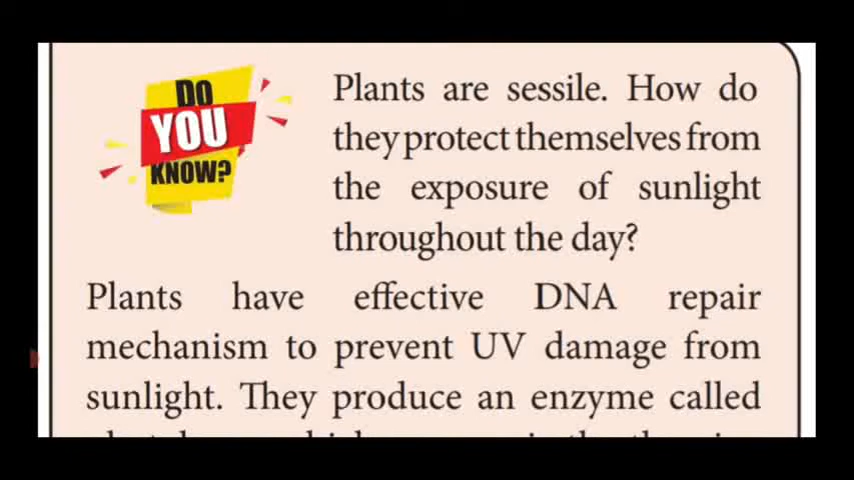 DO
YOU
KNOW?
Plants are sessile. How do
they protect themselves from
the exposure of sunlight
throughout the day?
Plants have effective DNA repair
mechanism to prevent UV damage from
sunlight. They produce an enzyme called